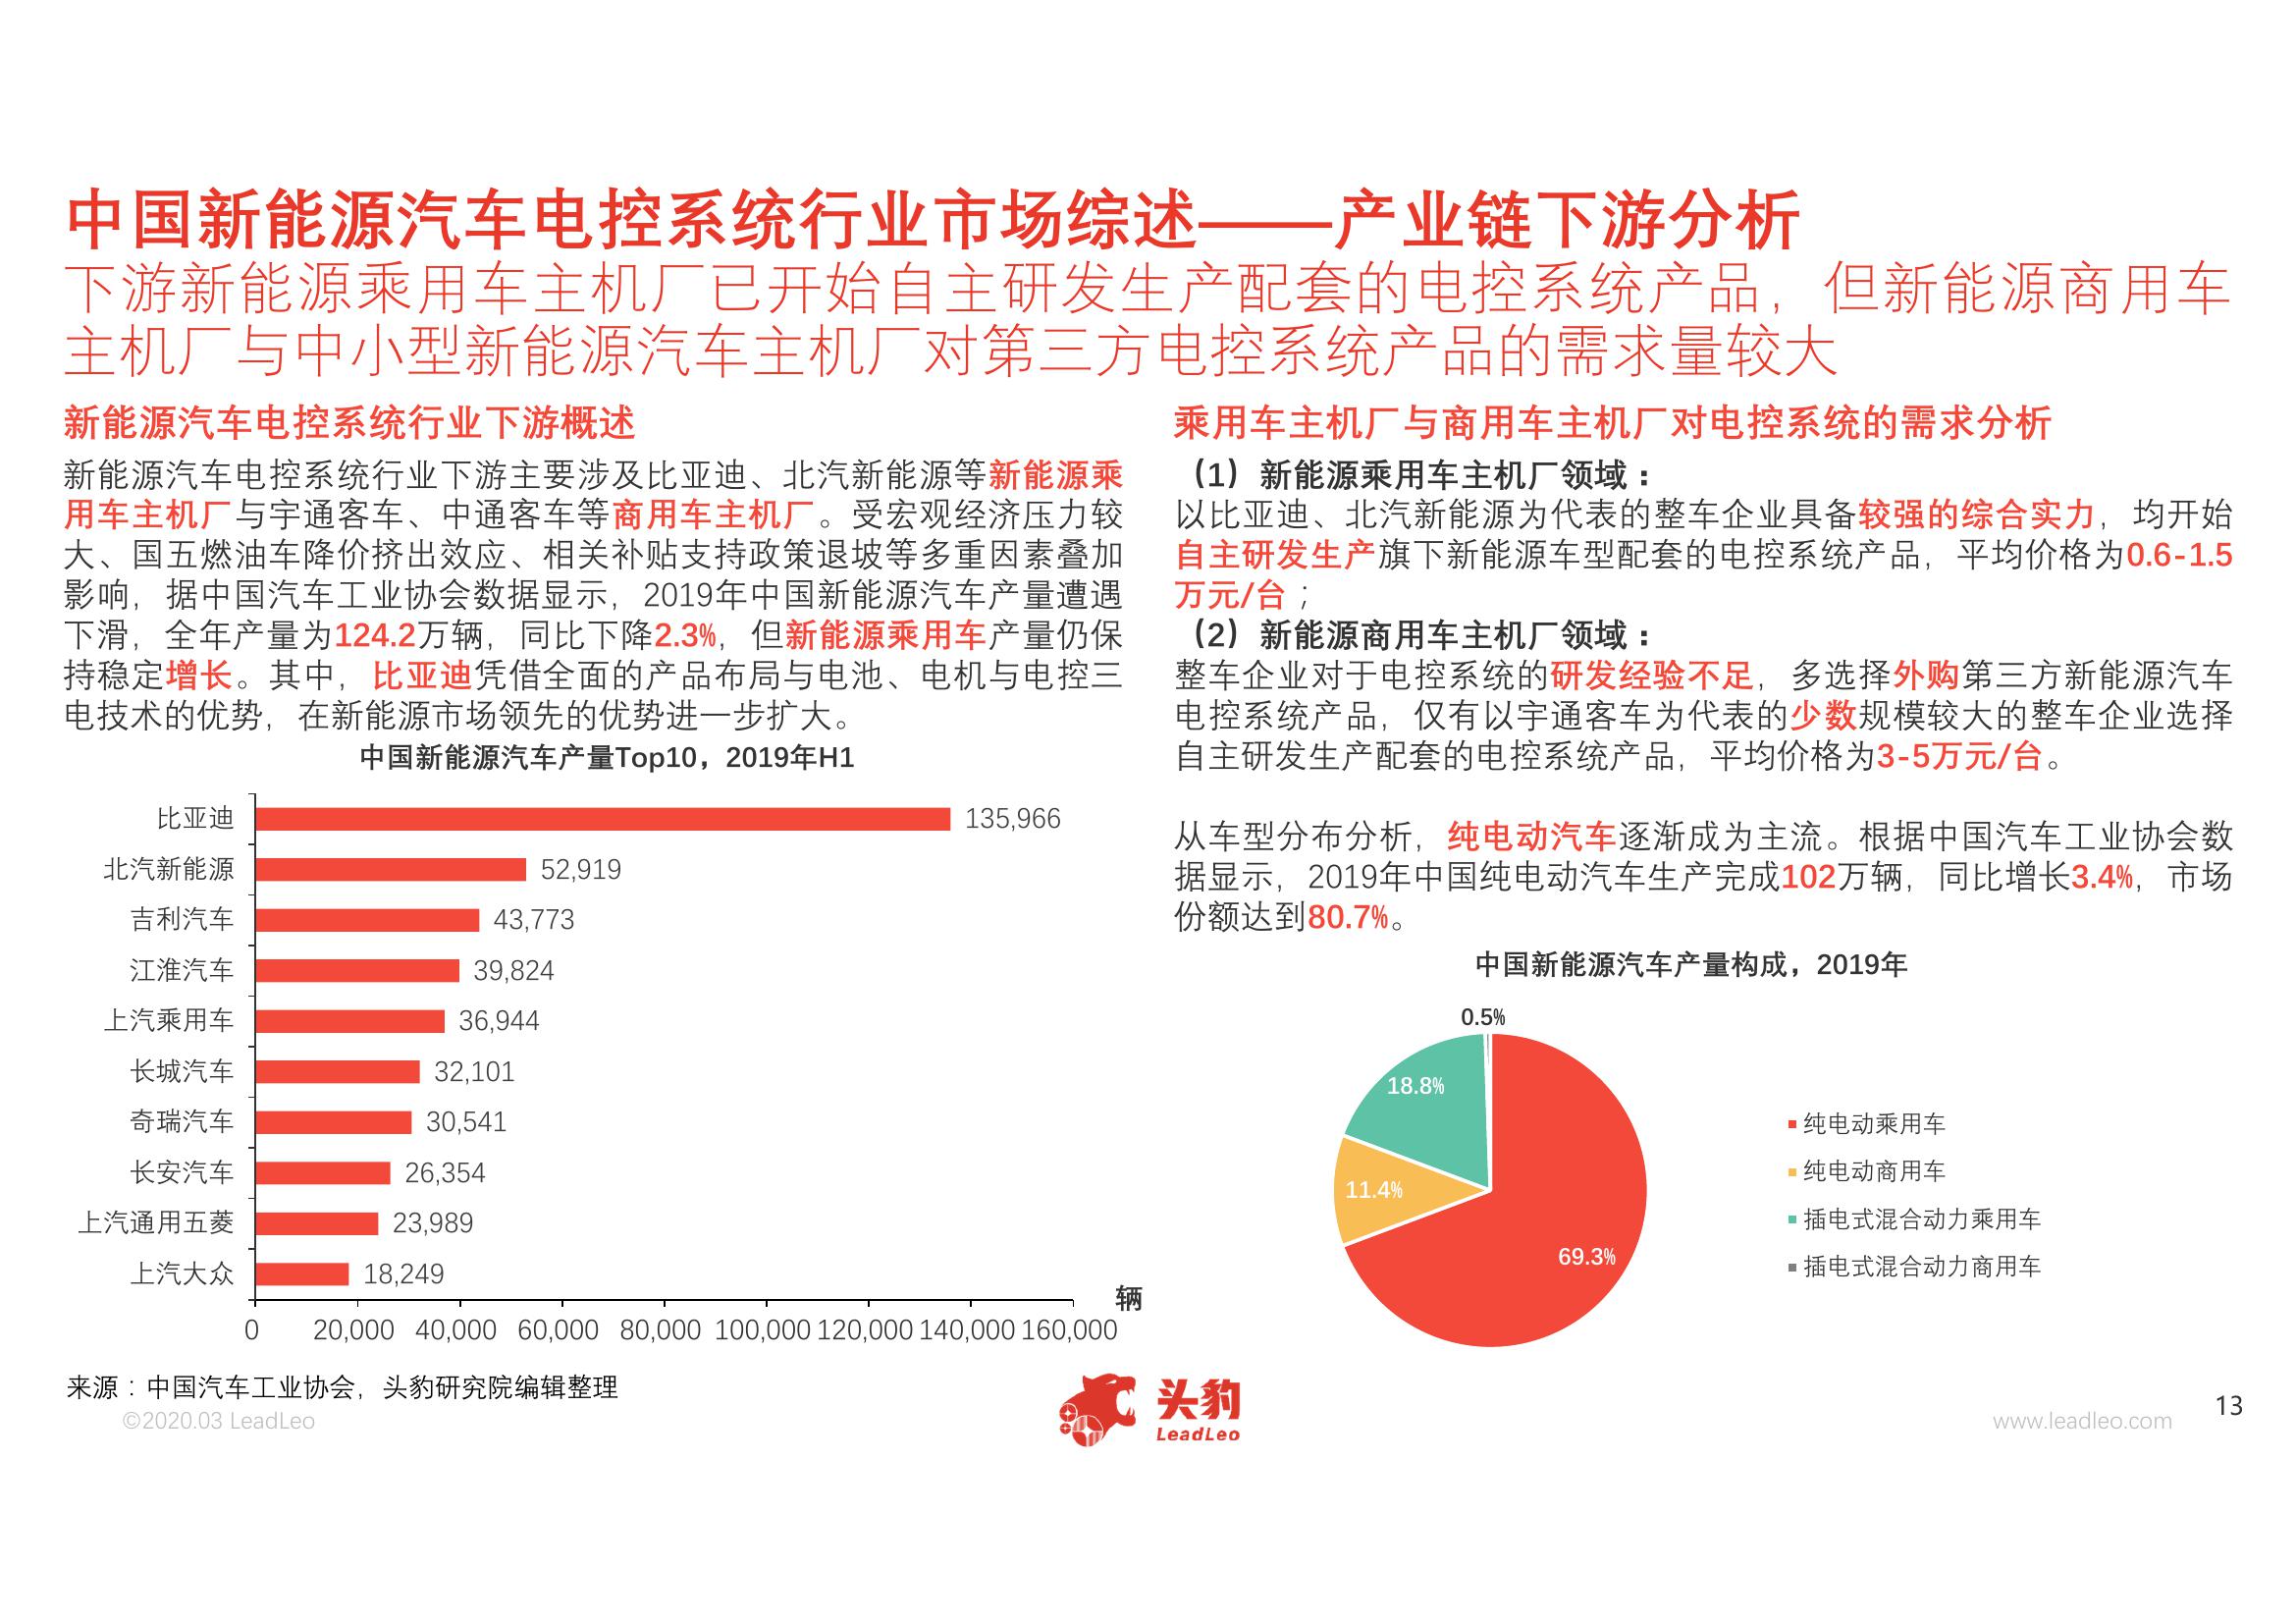 中国新能源汽车电控系统行业市场综述——产业链下游分析
下游新能源乘用车主机厂已开始自主研发生产配套的电控系统产品，但新能源商用车
主机厂与中小型新能源汽车主机厂对第三方电控系统产品的需求量较大
新能源汽车电控系统行业下游概述
新能源汽车电控系统行业下游主要涉及比亚迪、北汽新能源等新能源乘
用车主机厂与宇通客车、中通客车等商用车主机厂。受宏观经济压力较
大、国五燃油车降价挤出效应、相关补贴支持政策退坡等多重因素叠加
影响，据中国汽车工业协会数据显示，2019年中国新能源汽车产量遭遇
下滑，全年产量为124.2万辆，同比下降2.3%，但新能源乘用车产量仍保
持稳定增长。其中，比亚迪凭借全面的产品布局与电池、电机与电控三
电技术的优势，在新能源市场领先的优势进一步扩大。
中国新能源汽车产量Top10，2019年H1
比亚迪 135,966
北汽新能源 52,919
吉利汽车 43,773
江淮汽车 39,824
上汽乘用车 36,944
长城汽车 32,101
奇瑞汽车 30,541
长安汽车 26,354
上汽通用五菱 23,989
上汽大众 18,249
辆
0 20,000 40,000 60,000 80,000 100,000 120,000 140,000 160,000
乘用车主机厂与商用车主机厂对电控系统的需求分析
（1）新能源乘用车主机厂领域：
以比亚迪、北汽新能源为代表的整车企业具备较强的综合实力，均开始
自主研发生产旗下新能源车型配套的电控系统产品，平均价格为0.6-1.5
万元/台；
（2）新能源商用车主机厂领域：
整车企业对于电控系统的研发经验不足，多选择外购第三方新能源汽车
电控系统产品，仅有以宇通客车为代表的少数规模较大的整车企业选择
自主研发生产配套的电控系统产品，平均价格为3-5万元/台。
从车型分布分析，纯电动汽车逐渐成为主流。根据中国汽车工业协会数
据显示，2019年中国纯电动汽车生产完成102万辆，同比增长3.4%，市场
份额达到80.7%。
中国新能源汽车产量构成，2019年
0.5%
18.8%
11.4%
69.3%
纯电动乘用车
纯电动商用车
插电式混合动力乘用车
插电式混合动力商用车
来源：中国汽车工业协会，头豹研究院编辑整理
©2020.03 LeadLeo
头豹
LeadLeo
www.leadleo.com
13